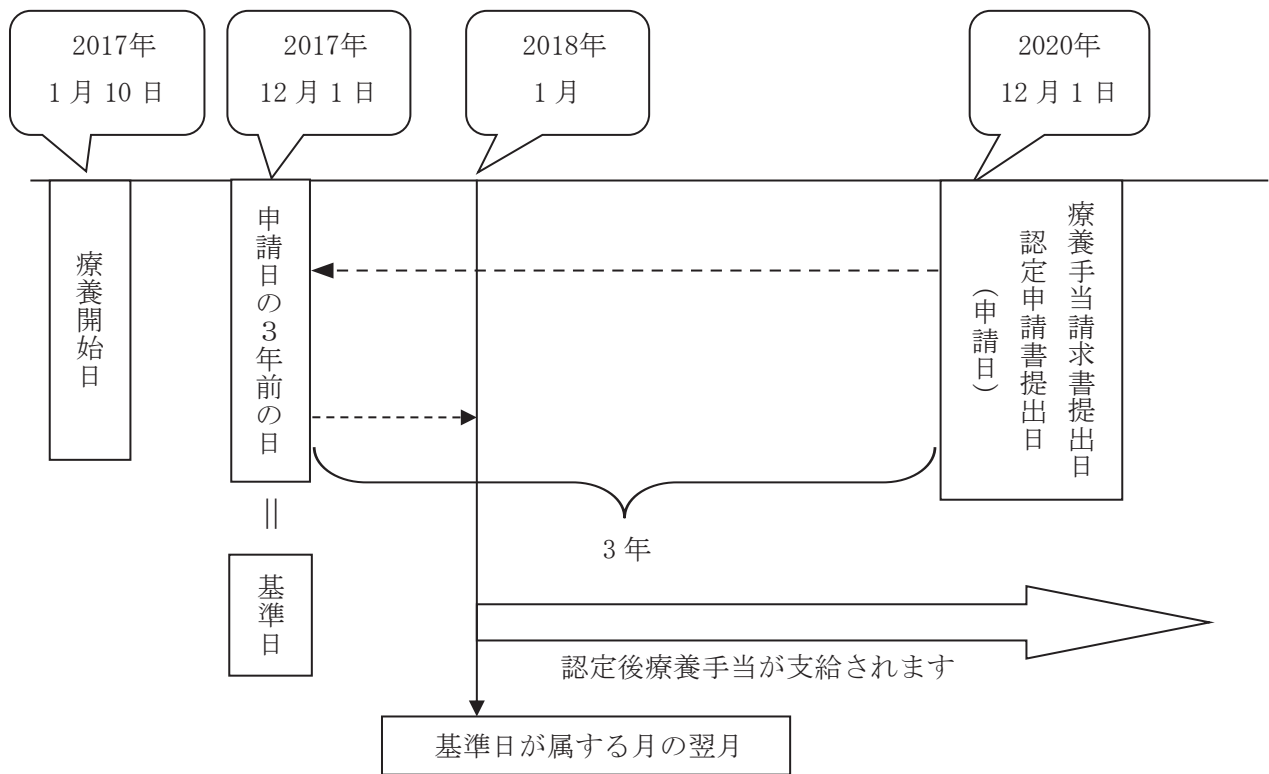 2017年
1月10日
2017年
12月1日
2018年
1月
2020年
12月1日
療養開始日
申請日の3年前の日
||
基準日
療養手当請求書提出日
認定申請書提出日
（申請日）
3年
認定後療養手当が支給されます
基準日が属する月の翌月